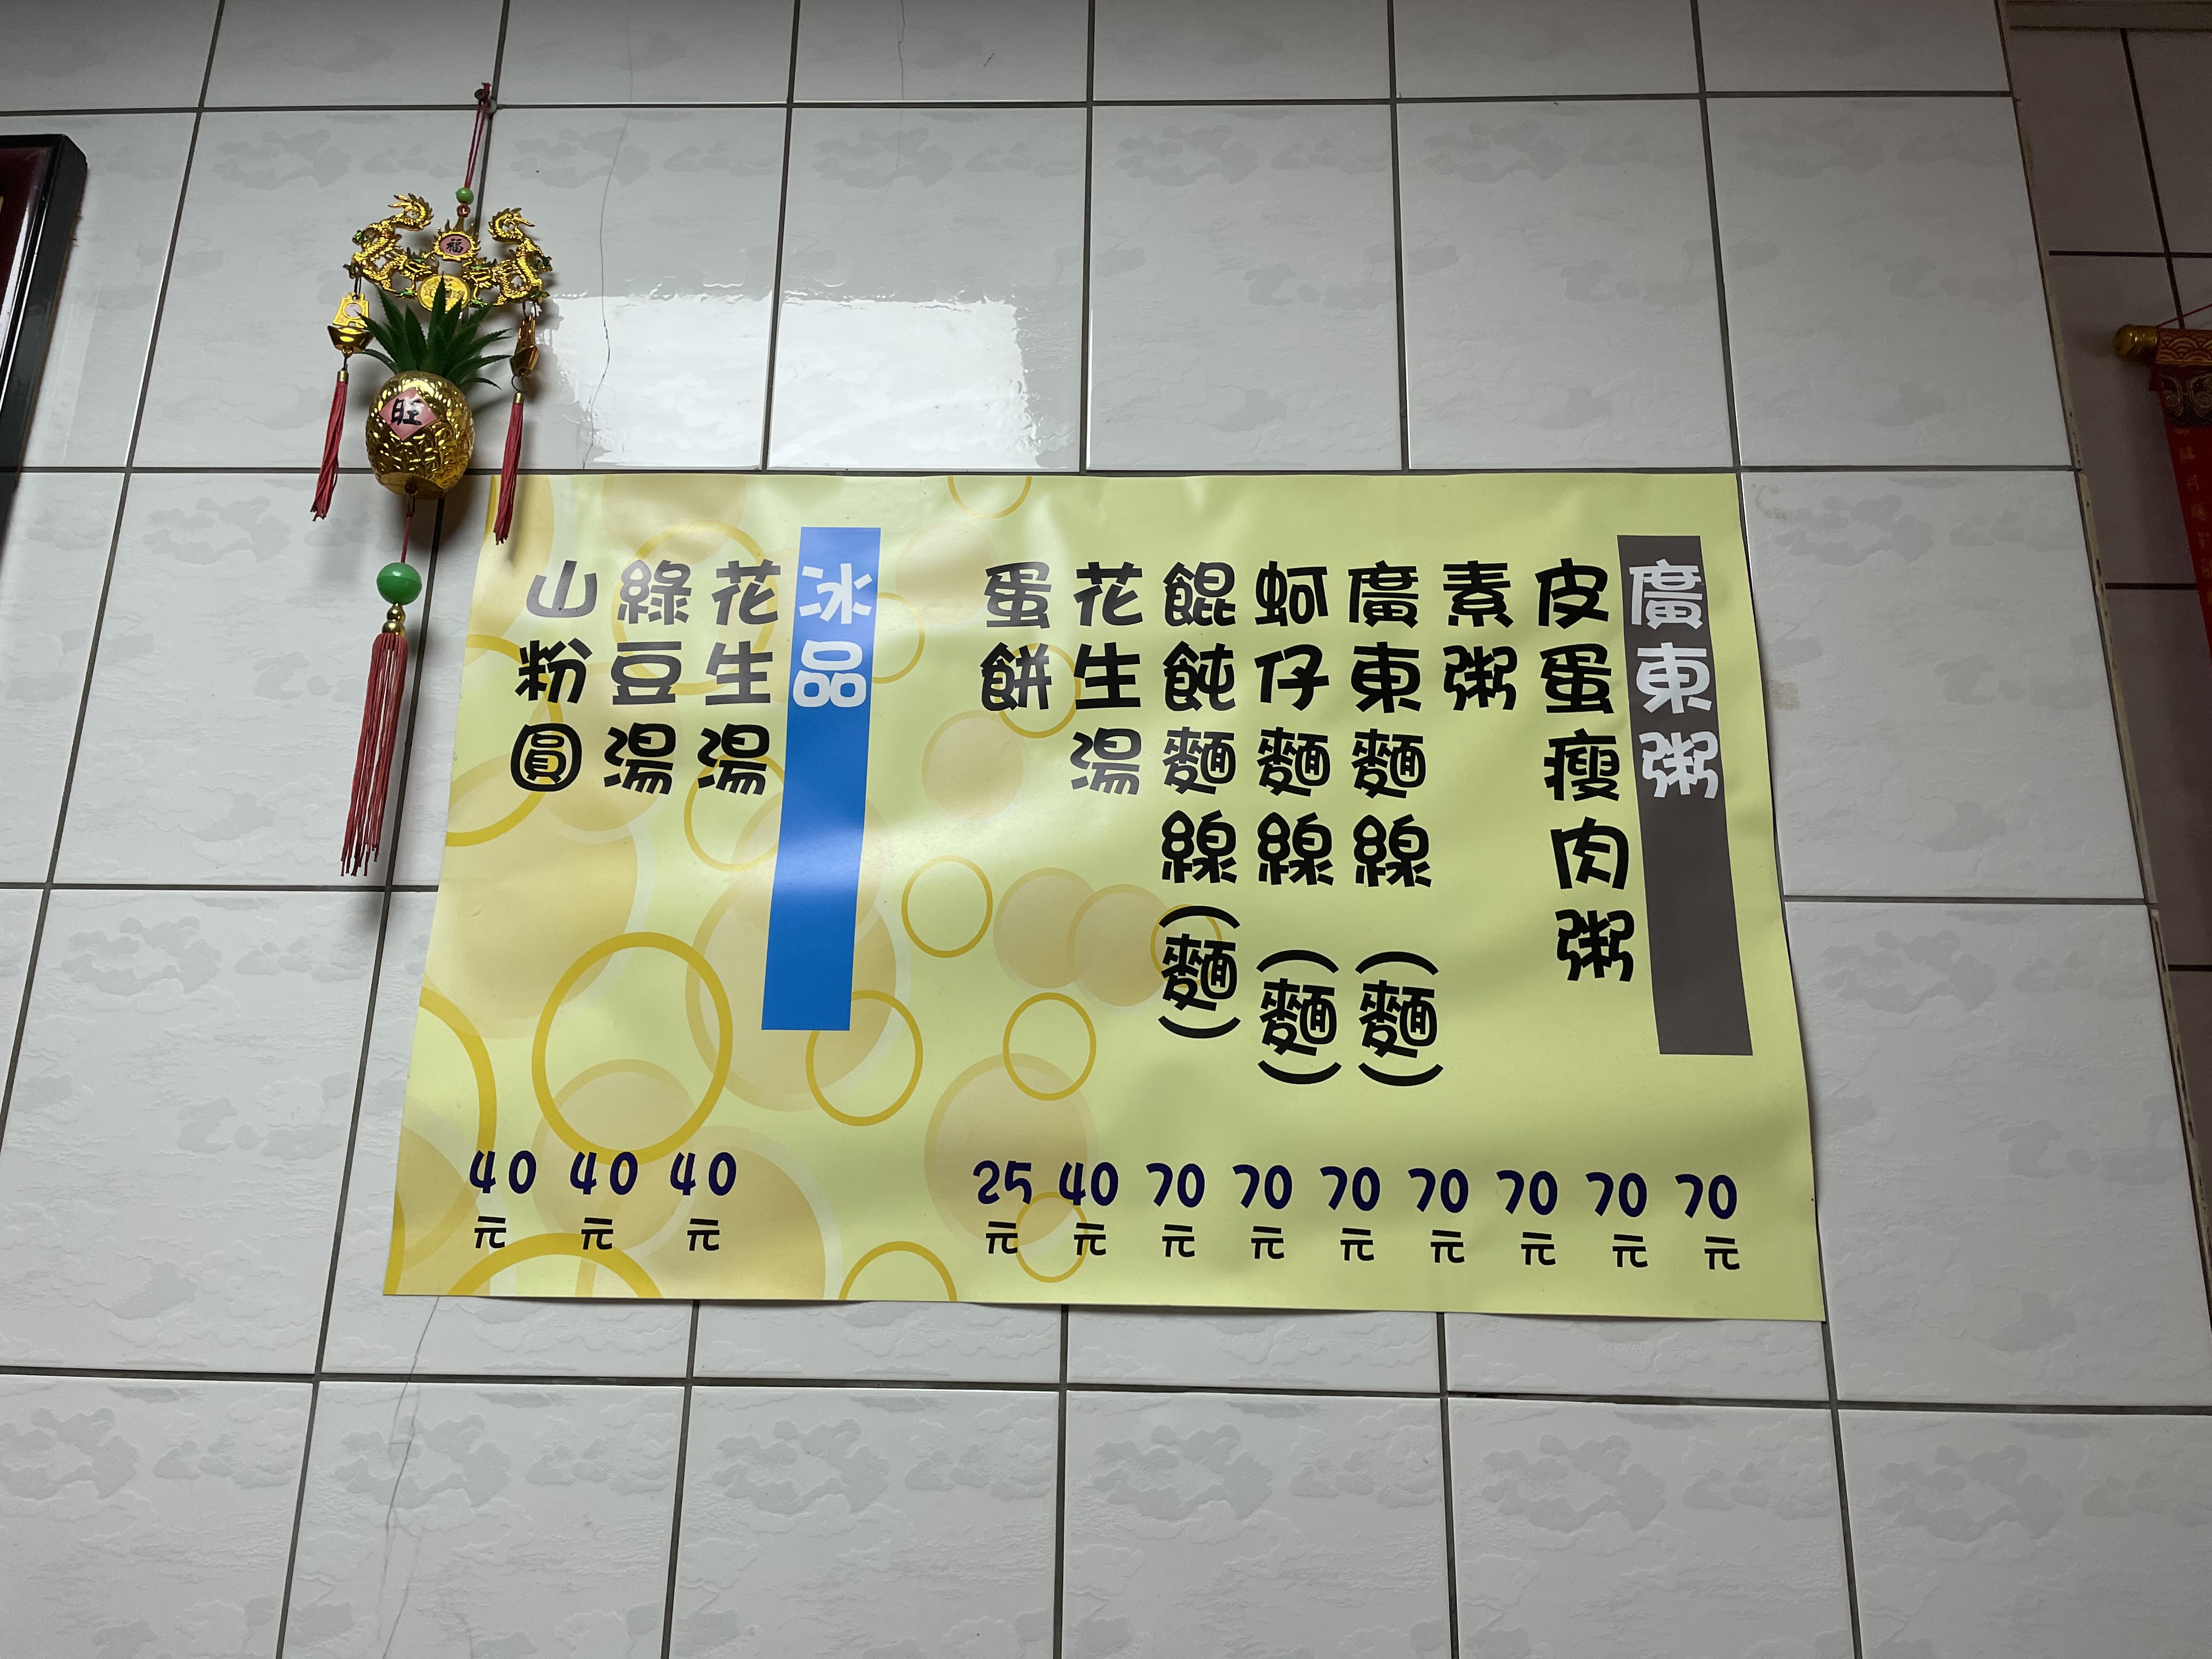 廣東粥
皮蛋瘦肉粥
素粥
廣東麵線(麵)
蚵仔麵線(麵)
餛飩麵線(麵)
花生湯
蛋餅
70元
70元
70元
70元
70元
70元
70元
40元
25元
冰品
花生湯
綠豆湯
山粉圓
40元
40元
40元
福
旺